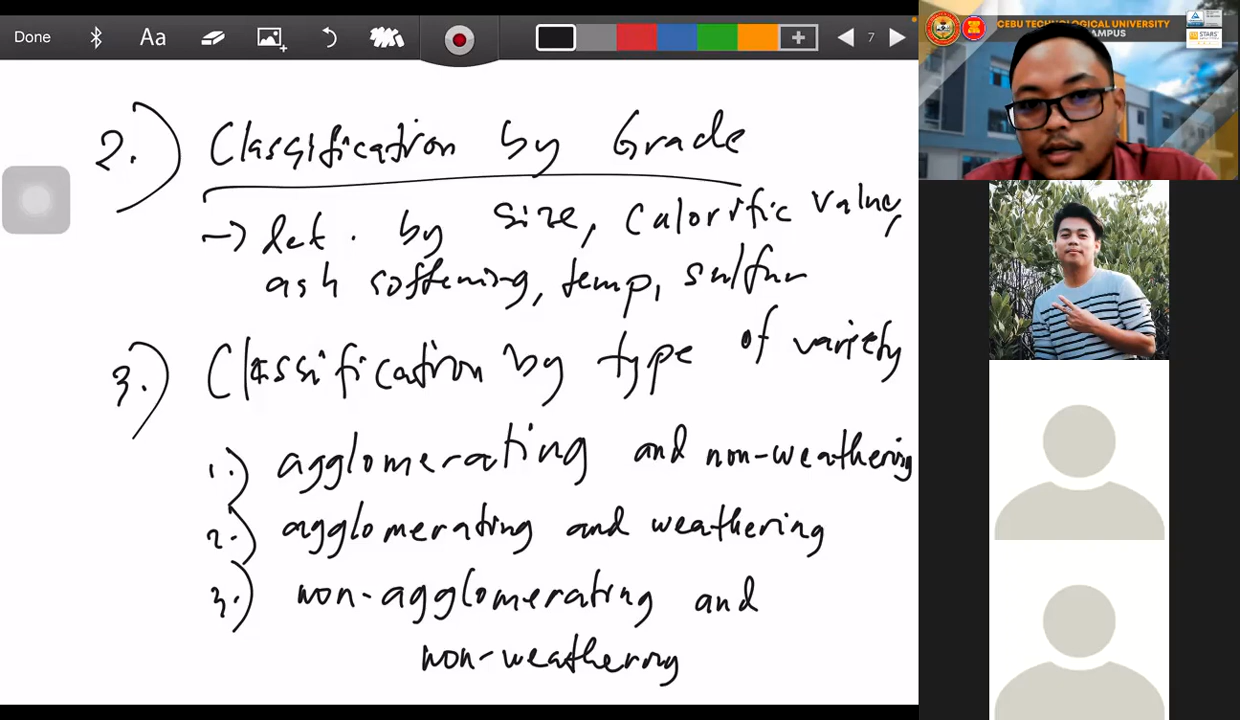 Done
Aa
7
CEBU TECHNOLOGICAL UNIVERSITY
CAMPUS
STARS
2.) Classification by Grade
→ det. by size, calorific value,
ash softening, temp, sulfur
3.) Classification by type of variety
1.) agglomerating and non-weathering
2.) agglomerating and weathering
3.) non-agglomerating and
non-weathering